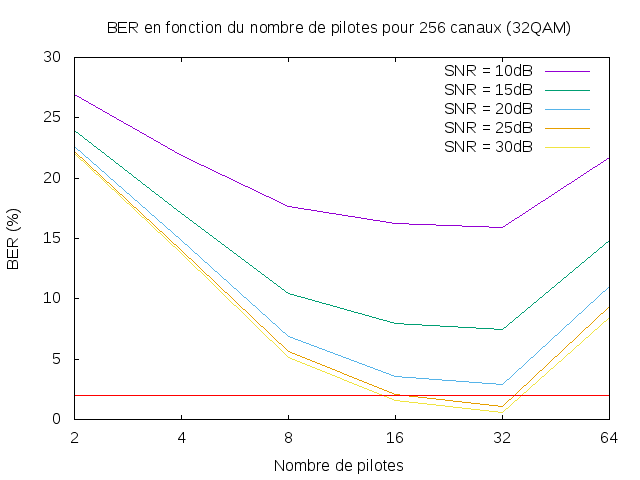 BER en fonction du nombre de pilotes pour 256 canaux (32QAM)
30
25
20
15
10
5
0
BER (%)
SNR = 10dB
SNR = 15dB
SNR = 20dB
SNR = 25dB
SNR = 30dB
2 4 8 16 32 64
Nombre de pilotes